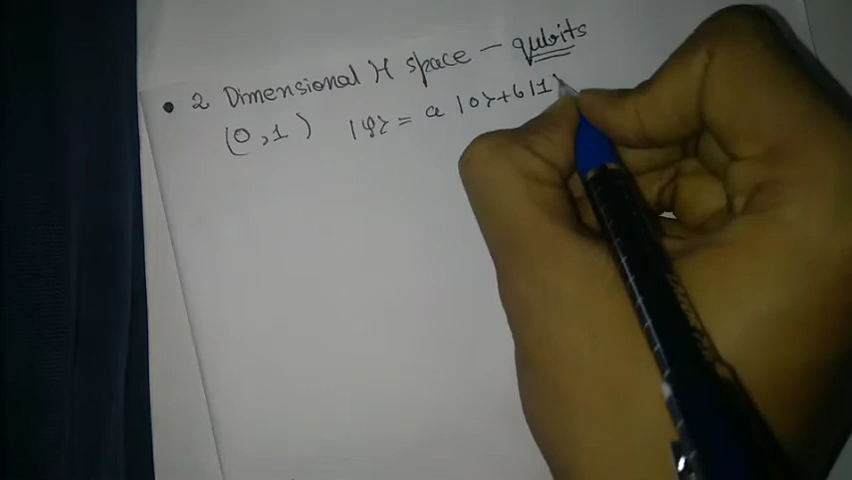 • 2 Dimensional H space - qubits
(0,1) |φ> = a |0>+b|1>